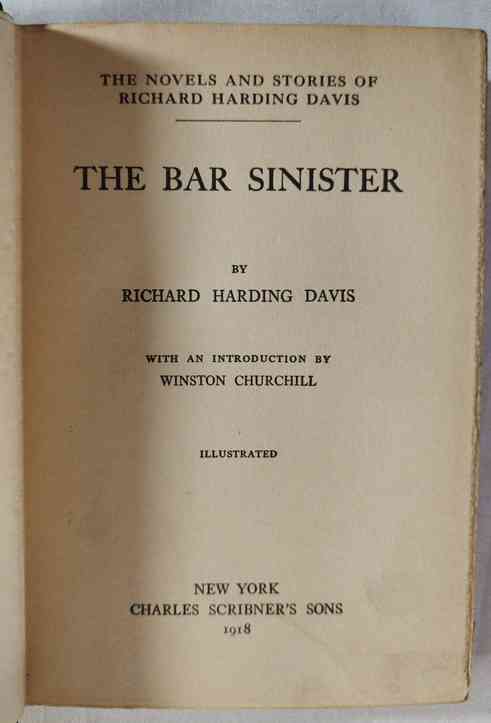 THE NOVELS AND STORIES OF
RICHARD HARDING DAVIS
THE BAR SINISTER
BY
RICHARD HARDING DAVIS
WITH AN INTRODUCTION BY
WINSTON CHURCHILL
ILLUSTRATED
NEW YORK
CHARLES SCRIBNER'S SONS
1918